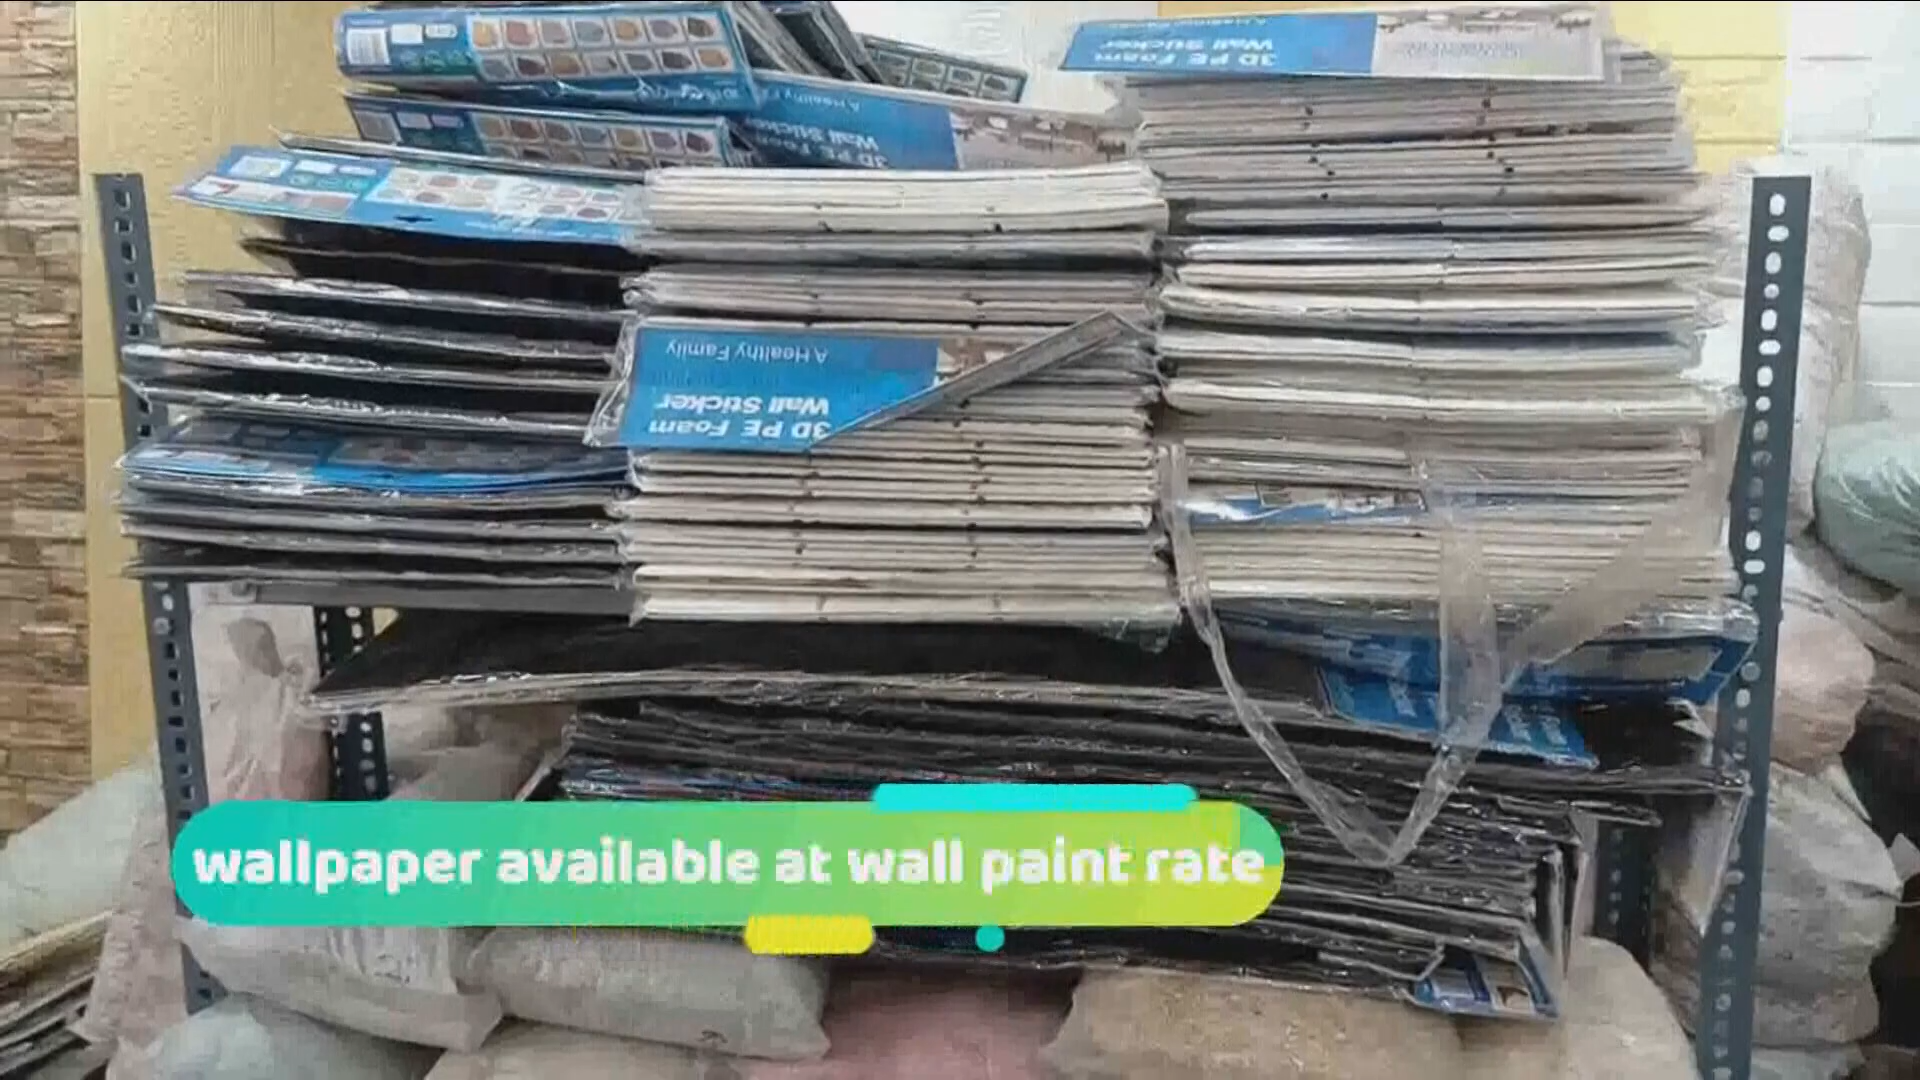 A Healthy Family
Wall Sticker
3D PE Foam
A Healthy
Wall Sticker
3D PE Foam
A Healthy Family
Wall Sticker
3D PE Foam
wallpaper available at wall paint rate